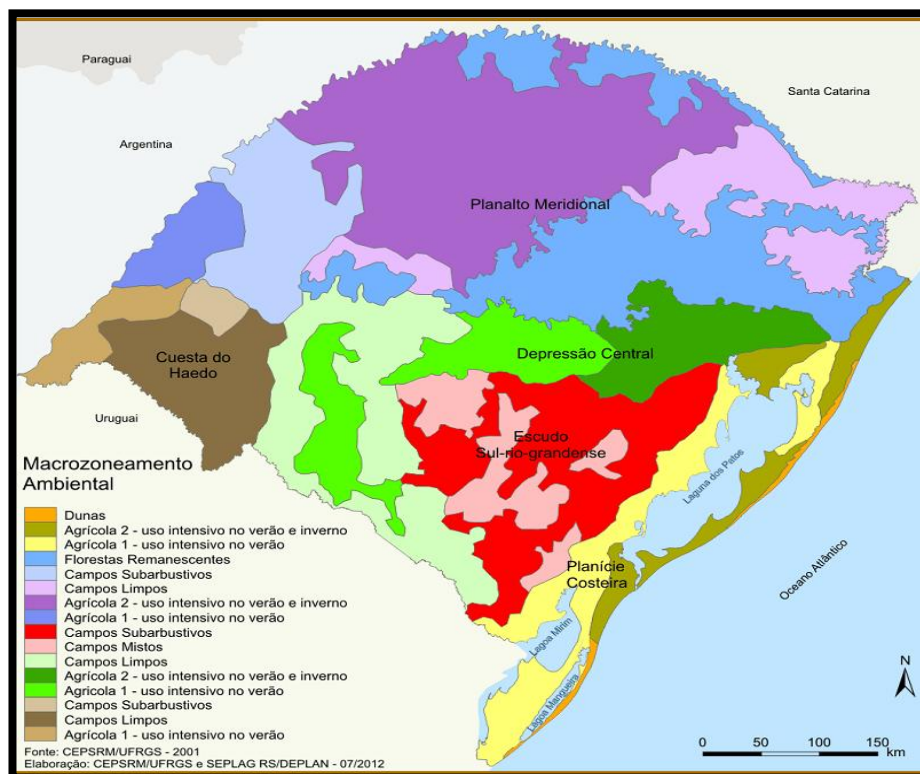 Paraguai
Santa Catarina
Argentina
Planalto Meridional
Cuesta do
Haedo
Depressão Central
Uruguai
Escudo
Sul-rio-grandense
Laguna dos Patos
Planície
Costeira
Oceano Atlântico
Lagoa Mirim
Lagoa Mangueira
Macrozoneamento
Ambiental
Dunas
Agrícola 2 - uso intensivo no verão e inverno
Agrícola 1 - uso intensivo no verão
Florestas Remanescentes
Campos Subarbustivos
Campos Limpos
Agrícola 2 - uso intensivo no verão e inverno
Agrícola 1 - uso intensivo no verão
Campos Subarbustivos
Campos Mistos
Campos Limpos
Agrícola 2 - uso intensivo no verão e inverno
Agricola 1 - uso intensivo no verão
Campos Subarbustivos
Campos Limpos
Agrícola 1 - uso intensivo no verão
Fonte: CEPSRM/UFRGS - 2001
Elaboração: CEPSRM/UFRGS e SEPLAG RS/DEPLAN - 07/2012
N
0 50 100 150
km